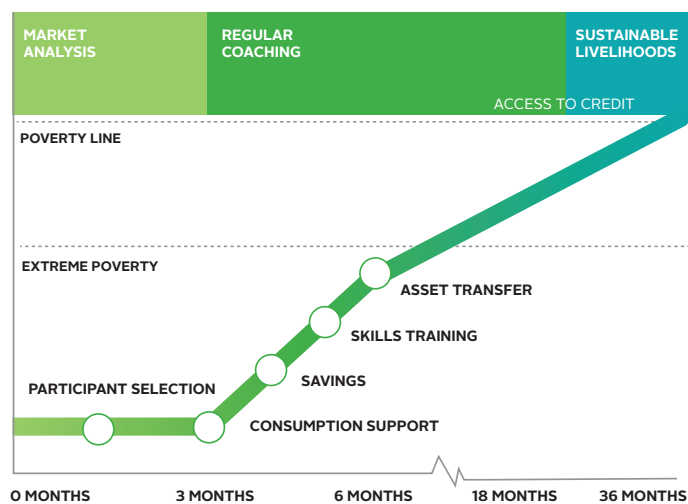 MARKET
ANALYSIS
REGULAR
COACHING
SUSTAINABLE
LIVELIHOODS
ACCESS TO CREDIT
POVERTY LINE
EXTREME POVERTY
ASSET TRANSFER
SKILLS TRAINING
SAVINGS
PARTICIPANT SELECTION
CONSUMPTION SUPPORT
0 MONTHS
3 MONTHS
6 MONTHS
18 MONTHS
36 MONTHS